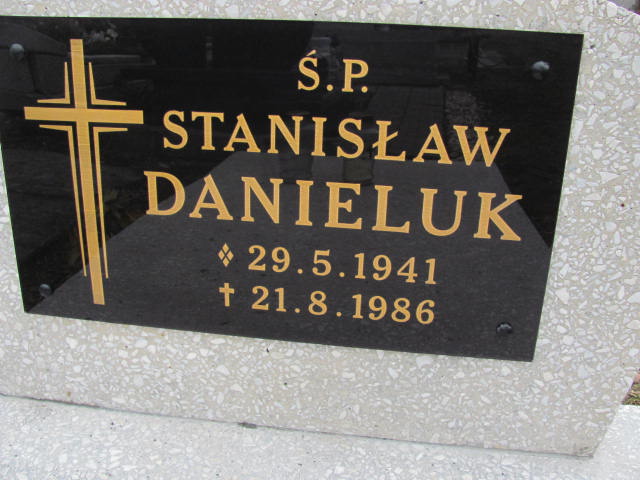 Ś.P.
STANISŁAW
DANIELUK
29.5.1941
† 21.8.1986